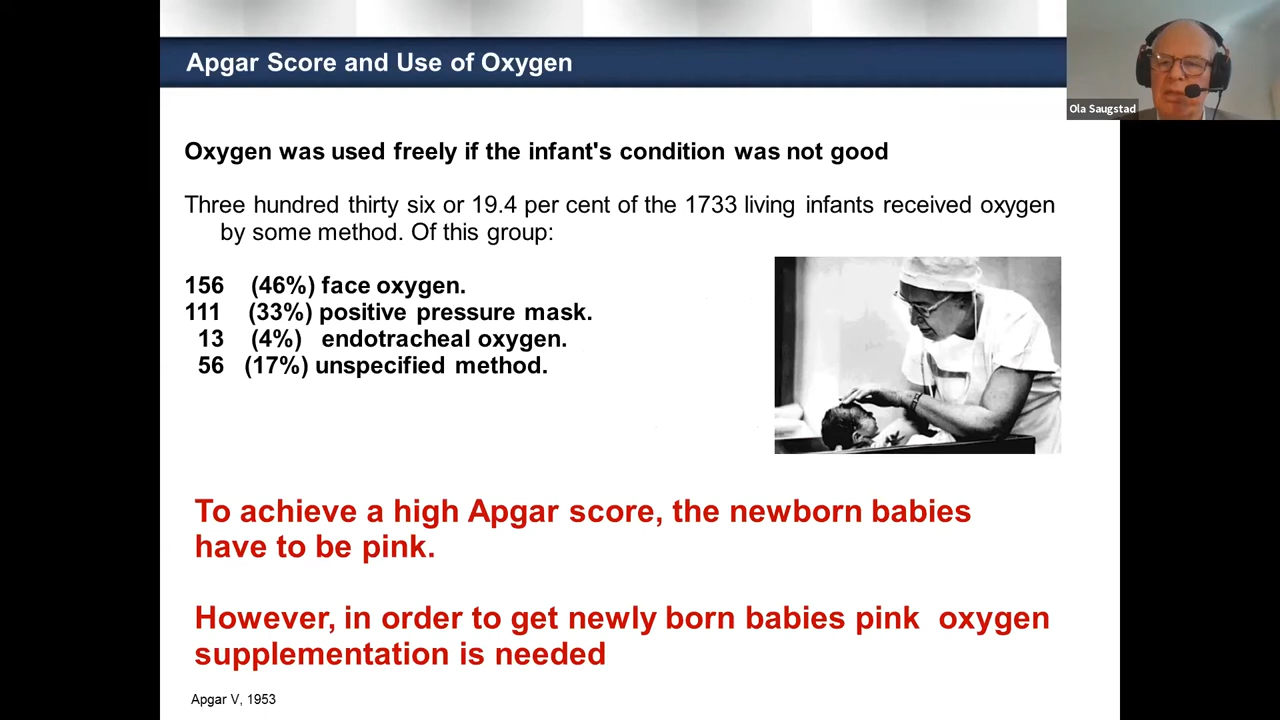 Apgar Score and Use of Oxygen
Ola Saugstad
Oxygen was used freely if the infant's condition was not good
Three hundred thirty six or 19.4 per cent of the 1733 living infants received oxygen
by some method. Of this group:
156 (46%) face oxygen.
111 (33%) positive pressure mask.
13 (4%) endotracheal oxygen.
56 (17%) unspecified method.
To achieve a high Apgar score, the newborn babies
have to be pink.
However, in order to get newly born babies pink oxygen
supplementation is needed
Apgar V, 1953